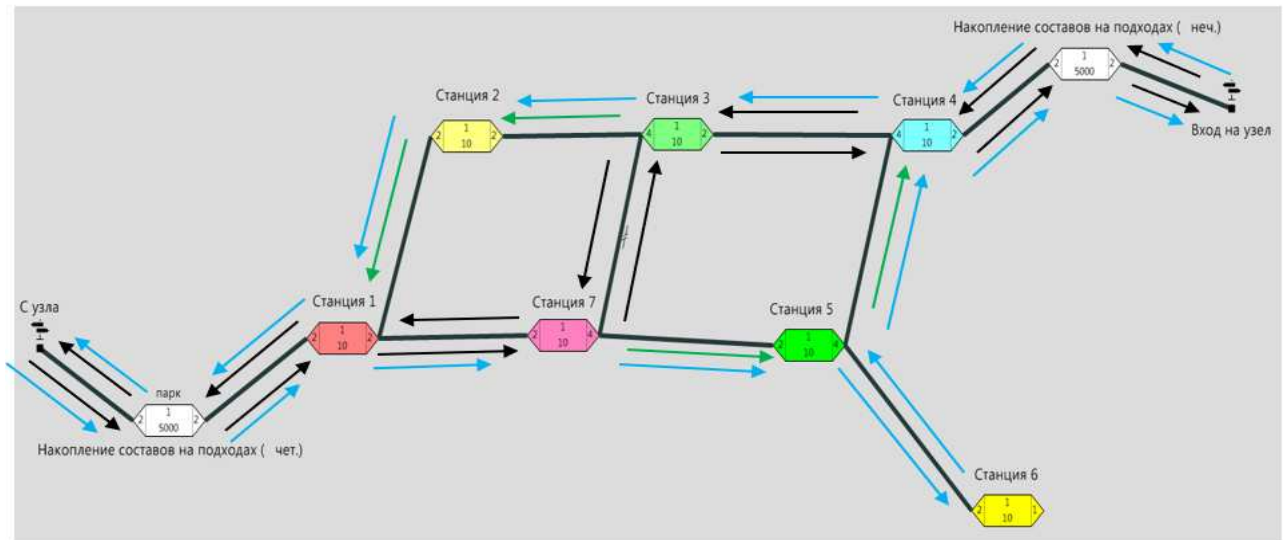 Накопление составов на подходах ( неч.)
2 1 5000 2
Вход на узел
Станция 2
2 1 10 2
Станция 3
4 1 10 2
Станция 4
4 1 10 2
Станция 1
2 1 10 2
Станция 7
2 1 10 4
Станция 5
2 1 10 4
С узла
парк
2 1 5000 2
Накопление составов на подходах ( чет.)
Станция 6
2 1 10 1